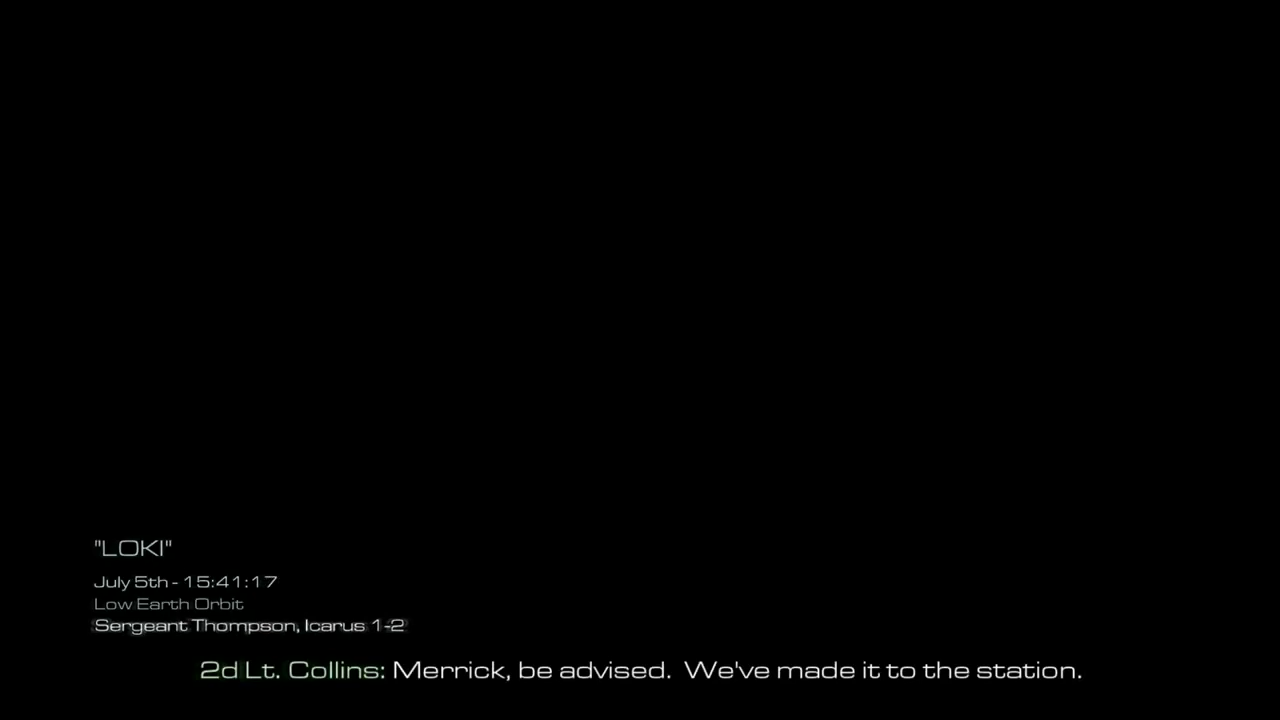 "LOKI"
July 5th - 15:41:17
Low Earth Orbit
Sergeant Thompson, Icarus 1-2
2d Lt. Collins: Merrick, be advised.  We've made it to the station.